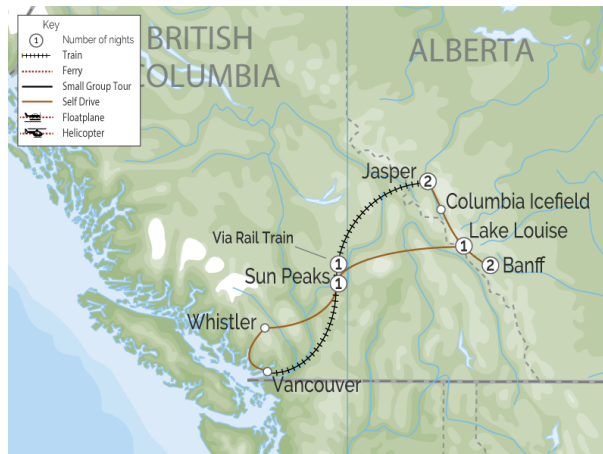 Key
1 Number of nights
Train
Ferry
Small Group Tour
Self Drive
Floatplane
Helicopter
BRITISH
COLUMBIA
ALBERTA
Jasper
2
Columbia Icefield
Lake Louise
1
Via Rail Train
1
Banff
2
Sun Peaks
1
Whistler
Vancouver